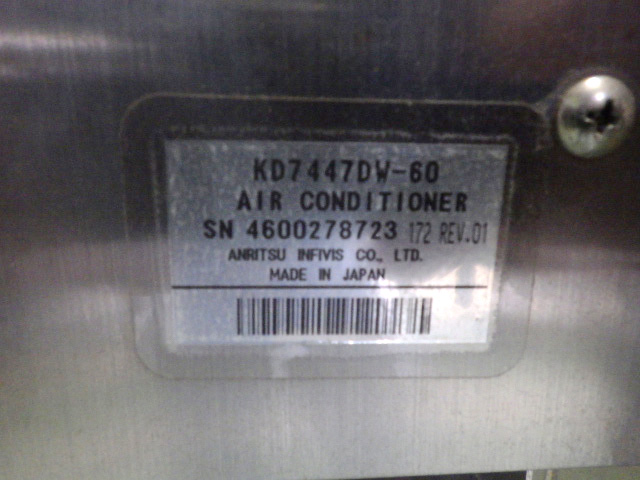 KD7447DW-60
AIR CONDITIONER
SN 4600278723 172 REV.01
ANRITSU INFIVIS CO., LTD.
MADE IN JAPAN